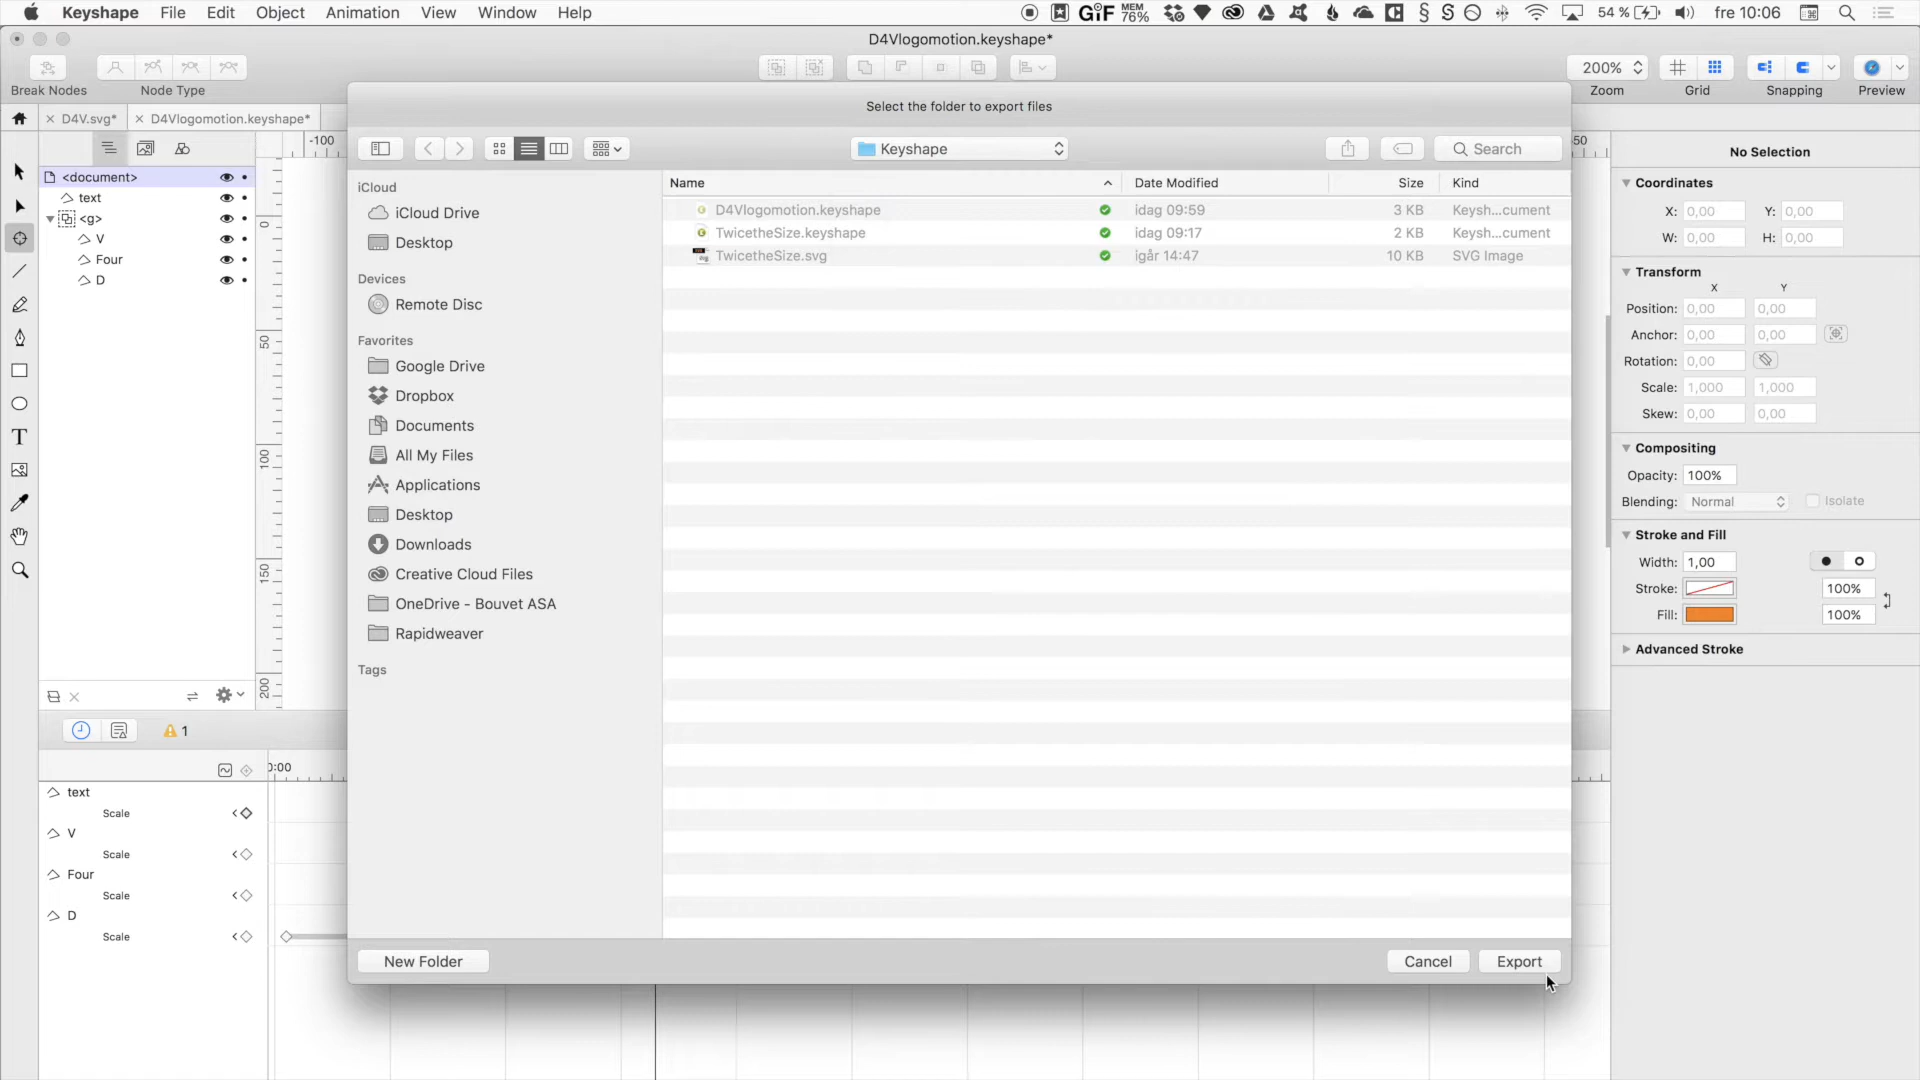 Keyshape File Edit Object Animation View Window Help GIF MEM 76% 54 % fre 10:06
D4Vlogomotion.keyshape*
200%
Break Nodes Node Type Zoom Grid Snapping Preview
D4V.svg* D4Vlogomotion.keyshape*
Select the folder to export files
-100
Keyshape
Search
50
No Selection
<document>
text
<g>
V
Four
D
0
50
100
150
200
iCloud
iCloud Drive
Desktop
Devices
Remote Disc
Favorites
Google Drive
Dropbox
Documents
All My Files
Applications
Desktop
Downloads
Creative Cloud Files
OneDrive - Bouvet ASA
Rapidweaver
Tags
Name Date Modified Size Kind
D4Vlogomotion.keyshape idag 09:59 3 KB Keysh...cument
TwicetheSize.keyshape idag 09:17 2 KB Keysh...cument
TwicetheSize.svg igår 14:47 10 KB SVG Image
Coordinates
X: 0,00 Y: 0,00
W: 0,00 H: 0,00
Transform
X Y
Position: 0,00 0,00
Anchor: 0,00 0,00
Rotation: 0,00
Scale: 1,000 1,000
Skew: 0,00 0,00
Compositing
Opacity: 100%
Blending: Normal Isolate
Stroke and Fill
Width: 1,00
Stroke: 100%
Fill: 100%
Advanced Stroke
1
0:00
text
Scale
V
Scale
Four
Scale
D
Scale
New Folder Cancel Export